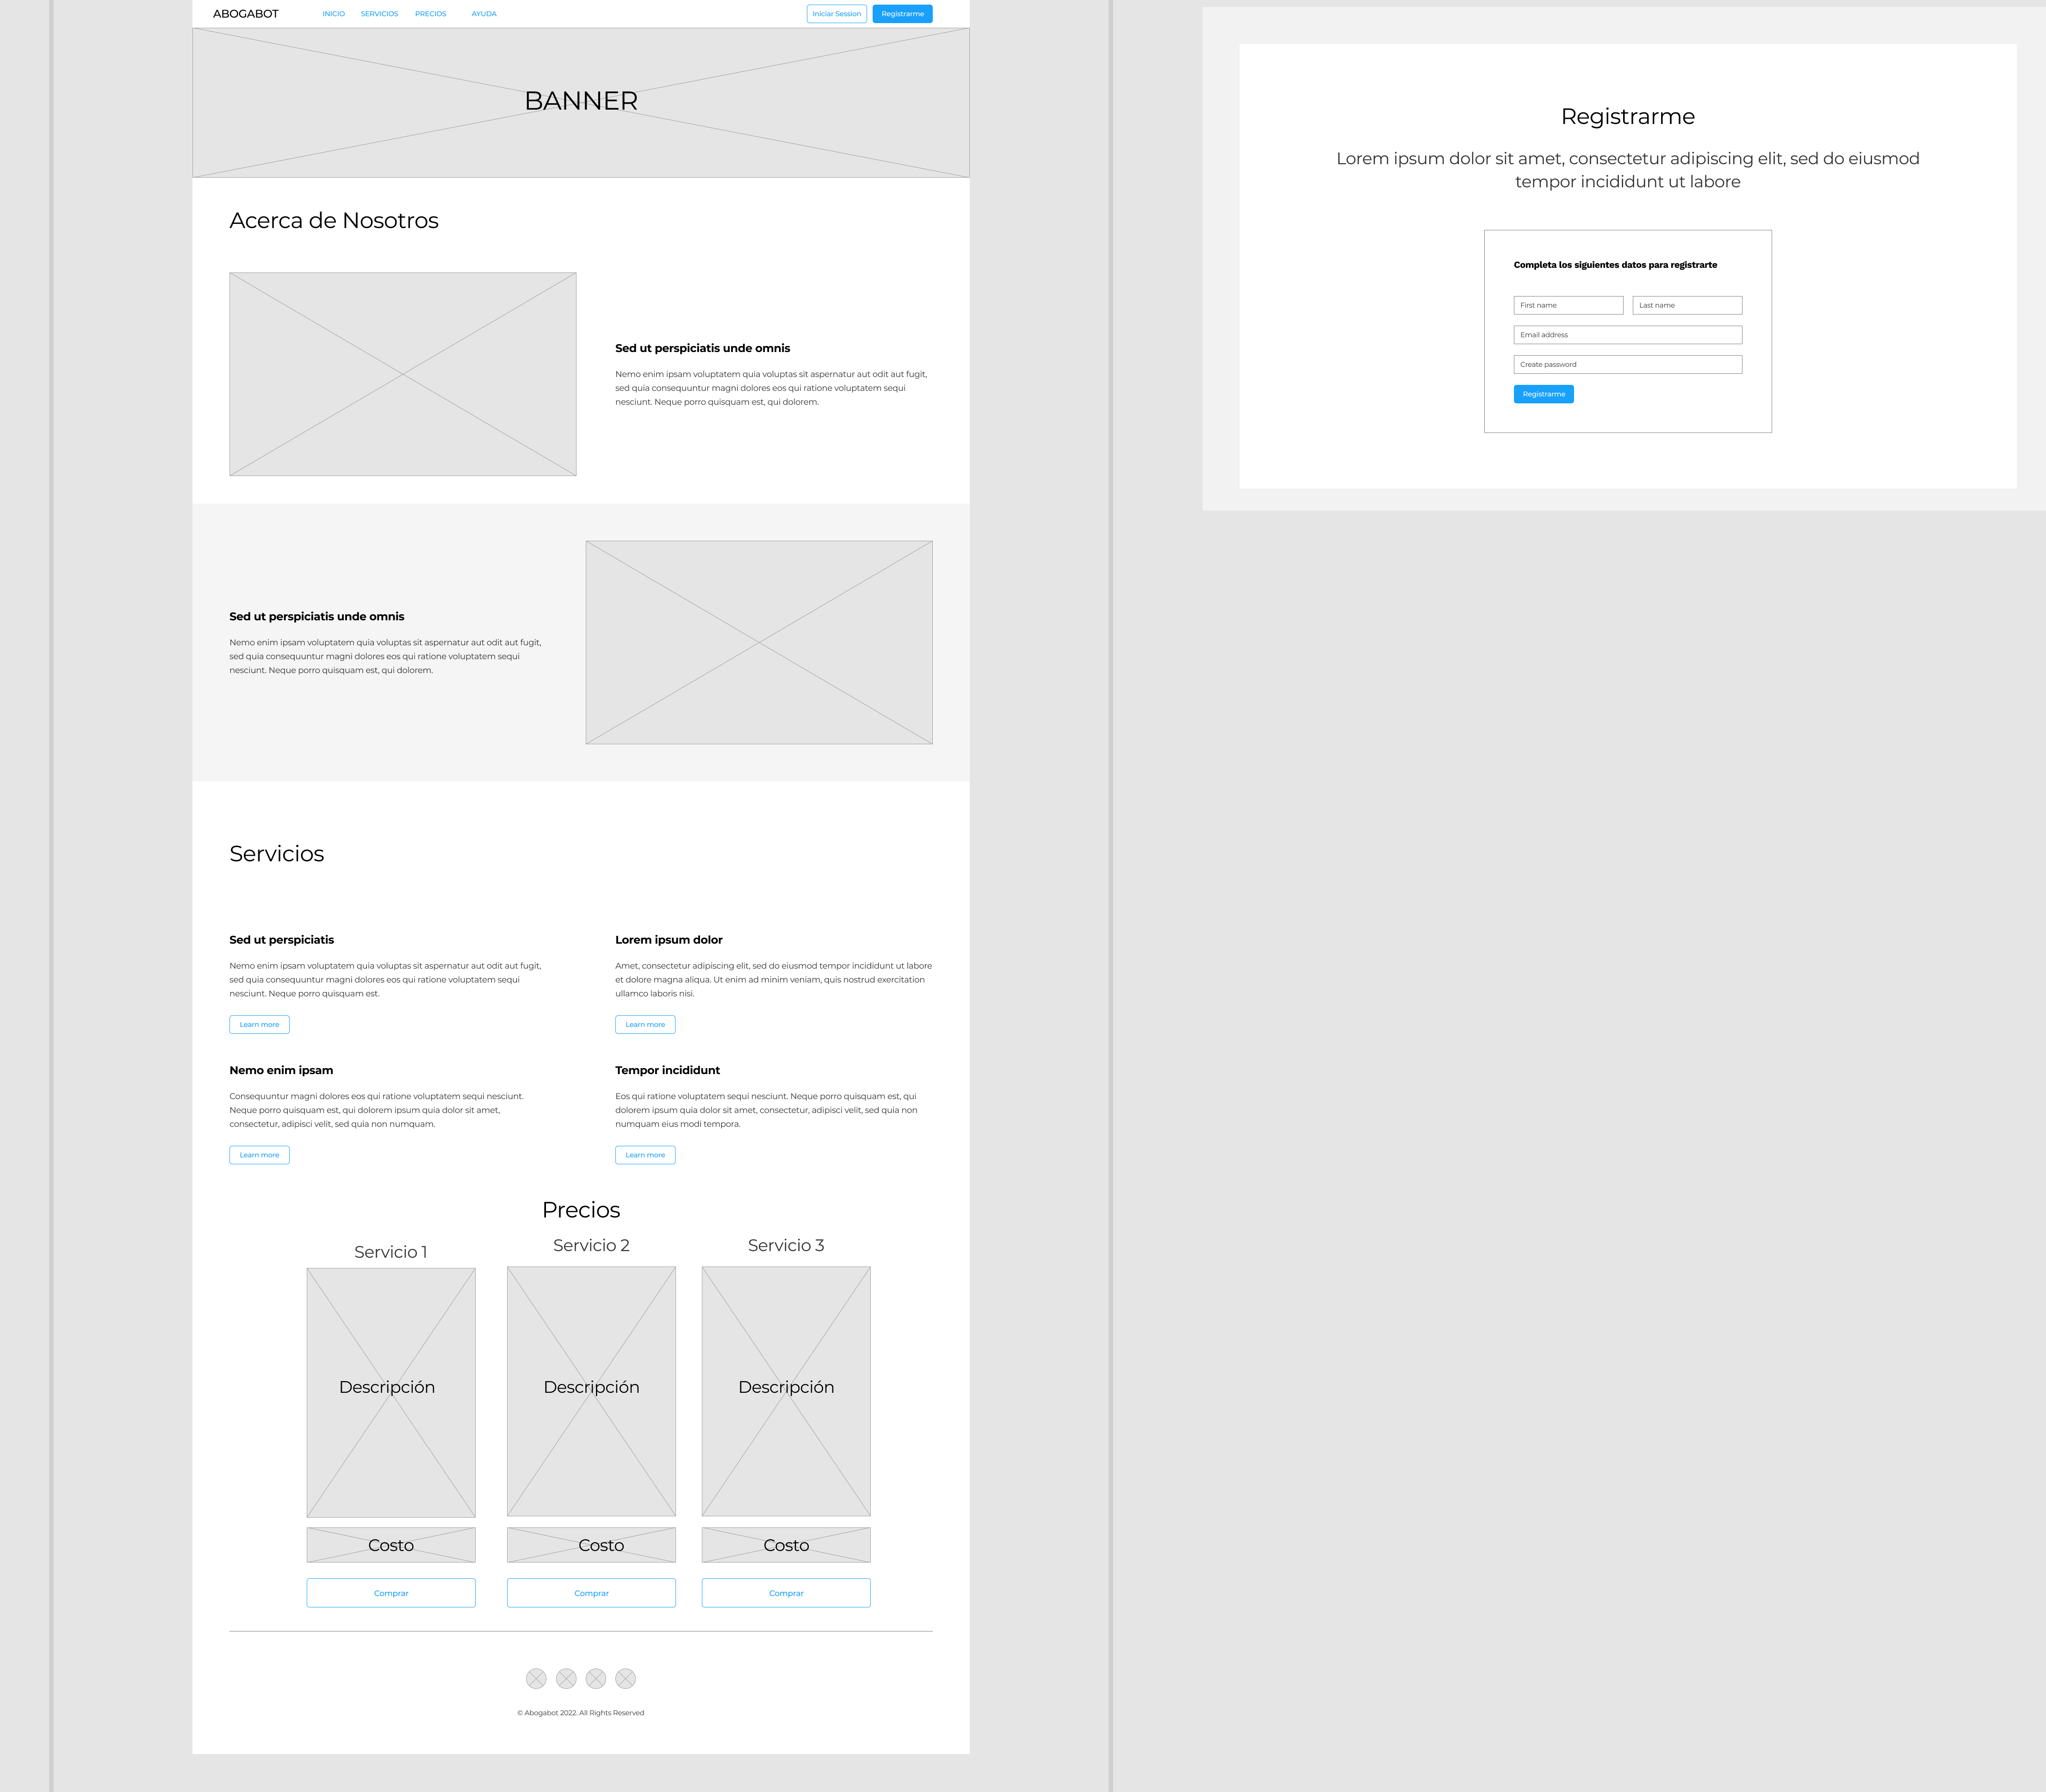 ABOGABOT
INICIO SERVICIOS PRECIOS AYUDA
Iniciar Session Registrarme
BANNER
Acerca de Nosotros
Sed ut perspiciatis unde omnis
Nemo enim ipsam voluptatem quia voluptas sit aspernatur aut odit aut fugit,
sed quia consequuntur magni dolores eos qui ratione voluptatem sequi
nesciunt. Neque porro quisquam est, qui dolorem.
Sed ut perspiciatis unde omnis
Nemo enim ipsam voluptatem quia voluptas sit aspernatur aut odit aut fugit,
sed quia consequuntur magni dolores eos qui ratione voluptatem sequi
nesciunt. Neque porro quisquam est, qui dolorem.
Servicios
Sed ut perspiciatis
Nemo enim ipsam voluptatem quia voluptas sit aspernatur aut odit aut fugit,
sed quia consequuntur magni dolores eos qui ratione voluptatem sequi
nesciunt. Neque porro quisquam est.
Learn more
Lorem ipsum dolor
Amet, consectetur adipiscing elit, sed do eiusmod tempor incididunt ut labore
et dolore magna aliqua. Ut enim ad minim veniam, quis nostrud exercitation
ullamco laboris nisi.
Learn more
Nemo enim ipsam
Consequuntur magni dolores eos qui ratione voluptatem sequi nesciunt.
Neque porro quisquam est, qui dolorem ipsum quia dolor sit amet,
consectetur, adipisci velit, sed quia non numquam.
Learn more
Tempor incididunt
Eos qui ratione voluptatem sequi nesciunt. Neque porro quisquam est, qui
dolorem ipsum quia dolor sit amet, consectetur, adipisci velit, sed quia non
numquam eius modi tempora.
Learn more
Precios
Servicio 1
Descripción
Costo
Comprar
Servicio 2
Descripción
Costo
Comprar
Servicio 3
Descripción
Costo
Comprar
© Abogabot 2022. All Rights Reserved
Registrarme
Lorem ipsum dolor sit amet, consectetur adipiscing elit, sed do eiusmod
tempor incididunt ut labore
Completa los siguientes datos para registrarte
First name
Last name
Email address
Create password
Registrarme